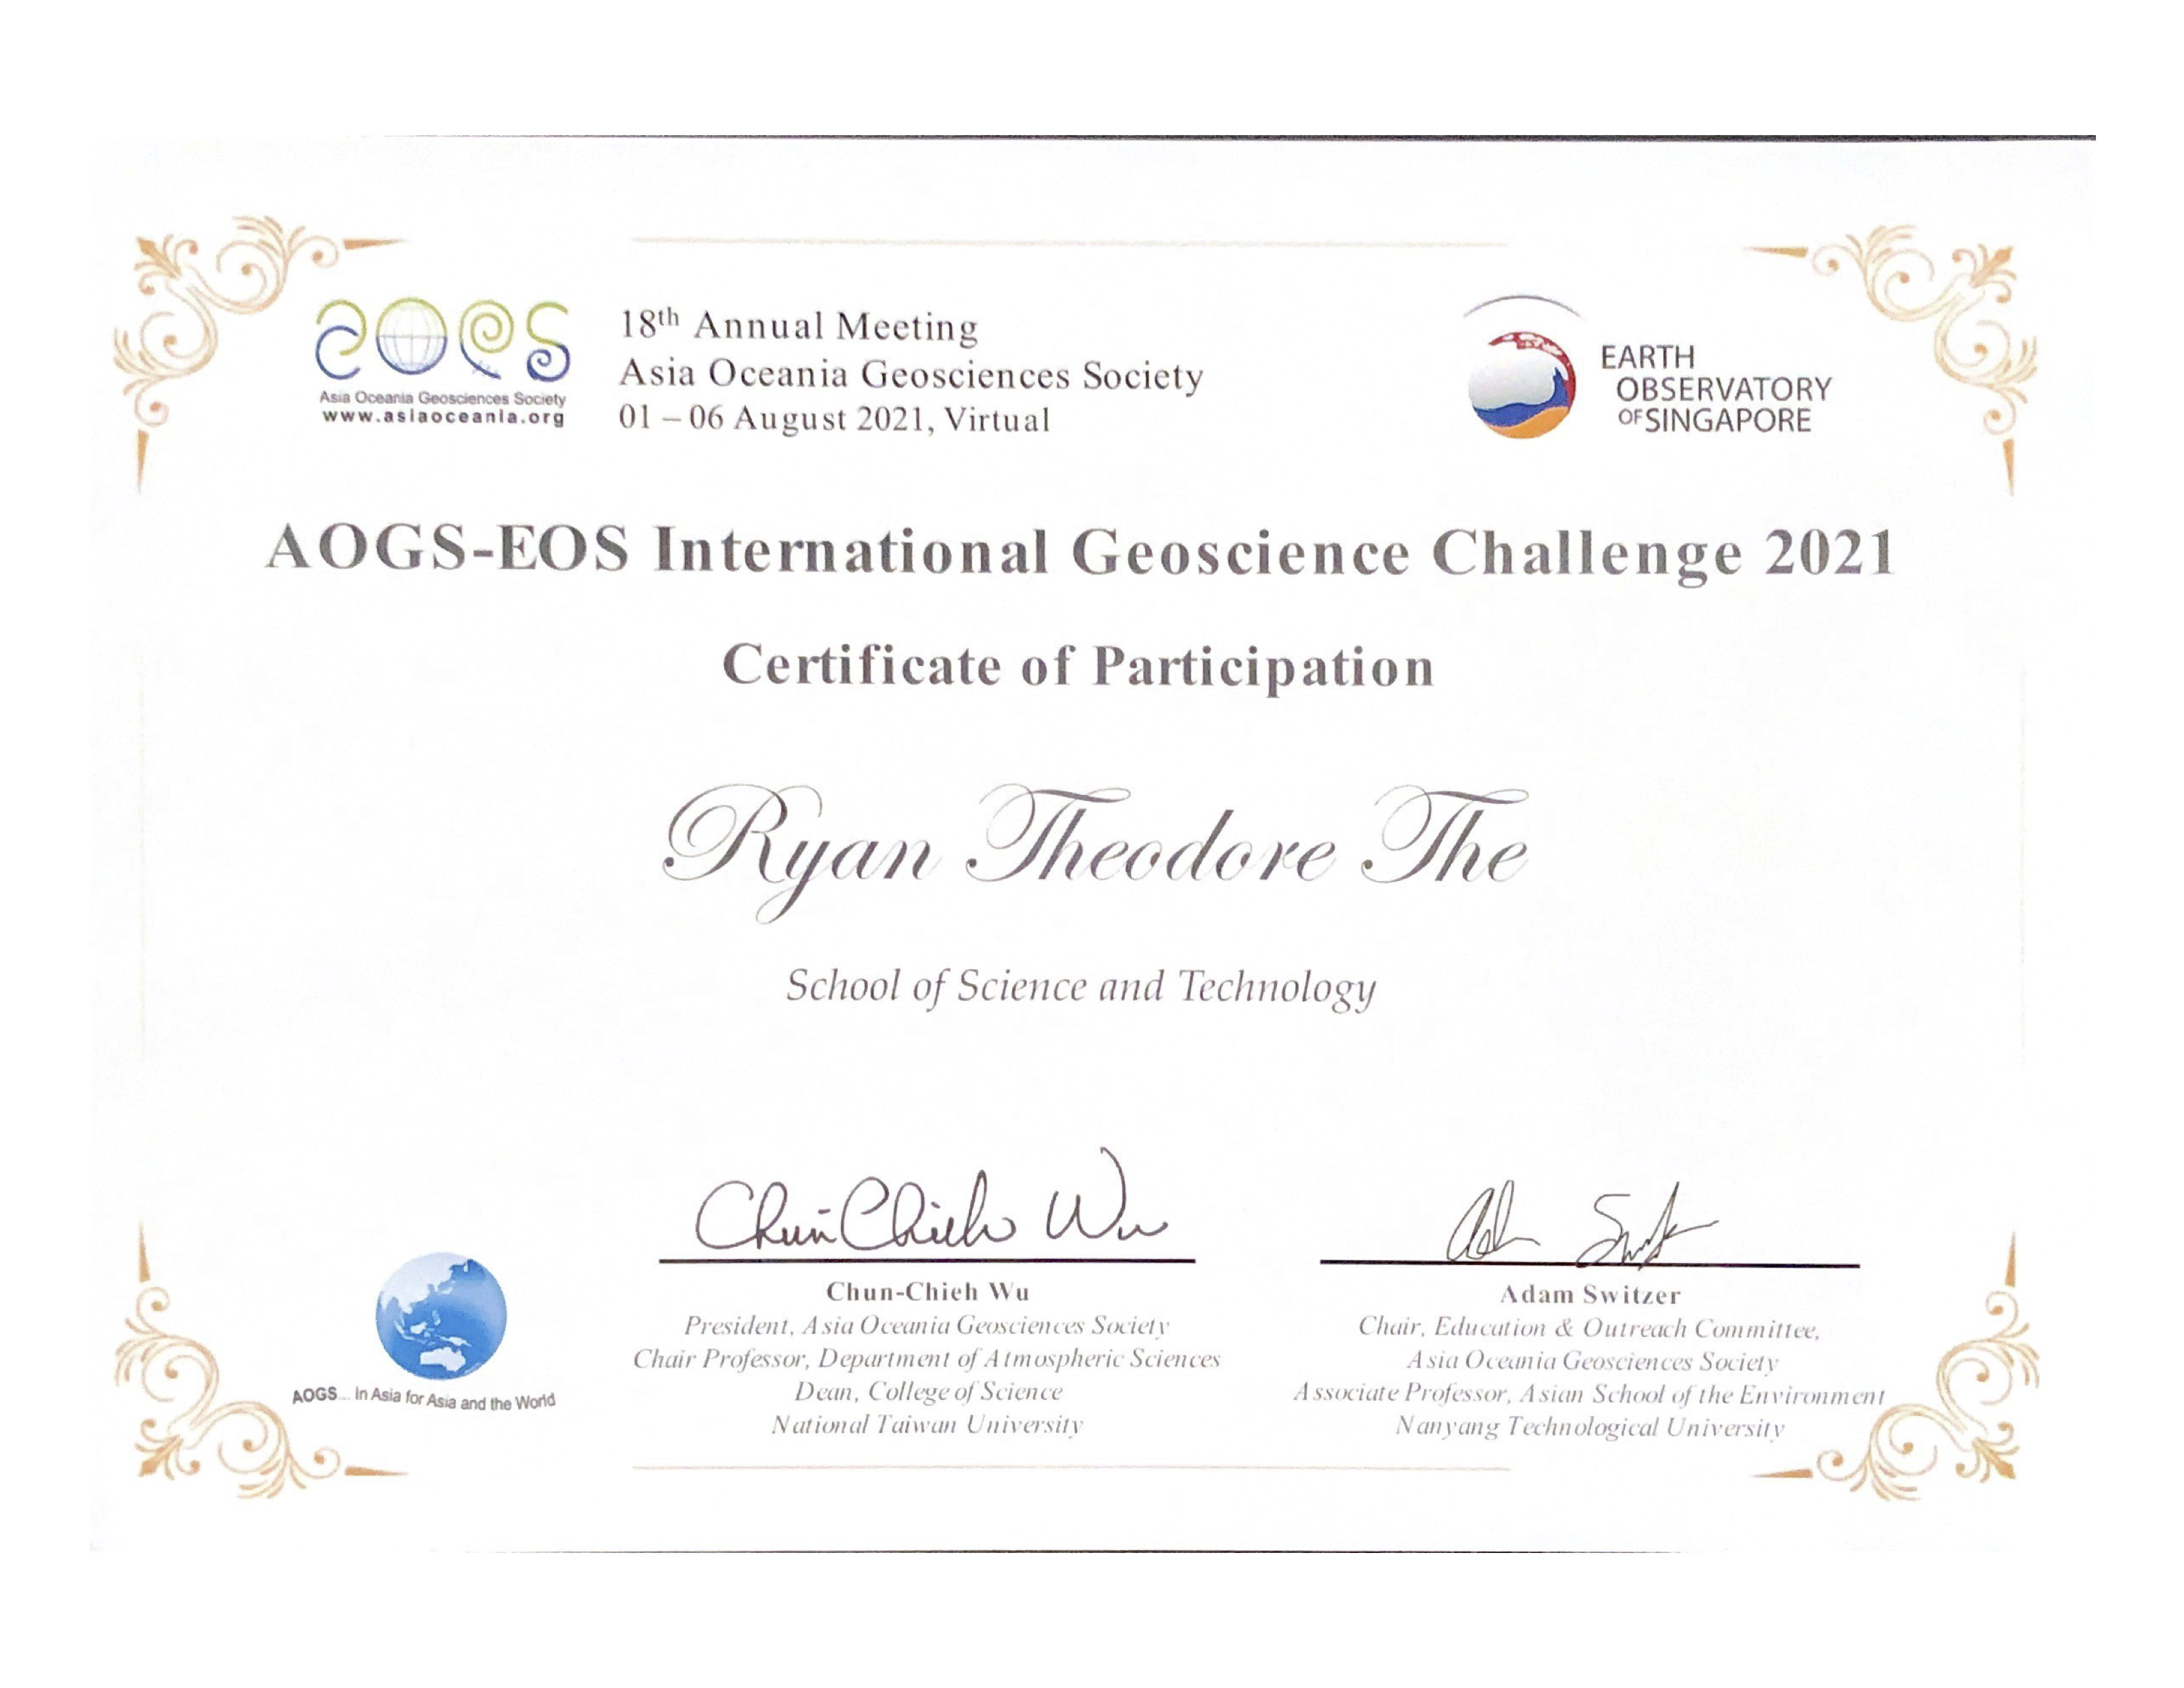 aogs
Asia Oceania Geosciences Society
www.asiaoceania.org
18th Annual Meeting
Asia Oceania Geosciences Society
01 – 06 August 2021, Virtual
EARTH
OBSERVATORY
OF SINGAPORE
AOGS-EOS International Geoscience Challenge 2021
Certificate of Participation
Ryan Theodore The
School of Science and Technology
Chun-Chieh Wu
Chun-Chieh Wu
President, Asia Oceania Geosciences Society
Chair Professor, Department of Atmospheric Sciences
Dean, College of Science
National Taiwan University
Adam Switzer
Chair, Education & Outreach Committee,
Asia Oceania Geosciences Society
Associate Professor, Asian School of the Environment
Nanyang Technological University
AOGS... In Asia for Asia and the World